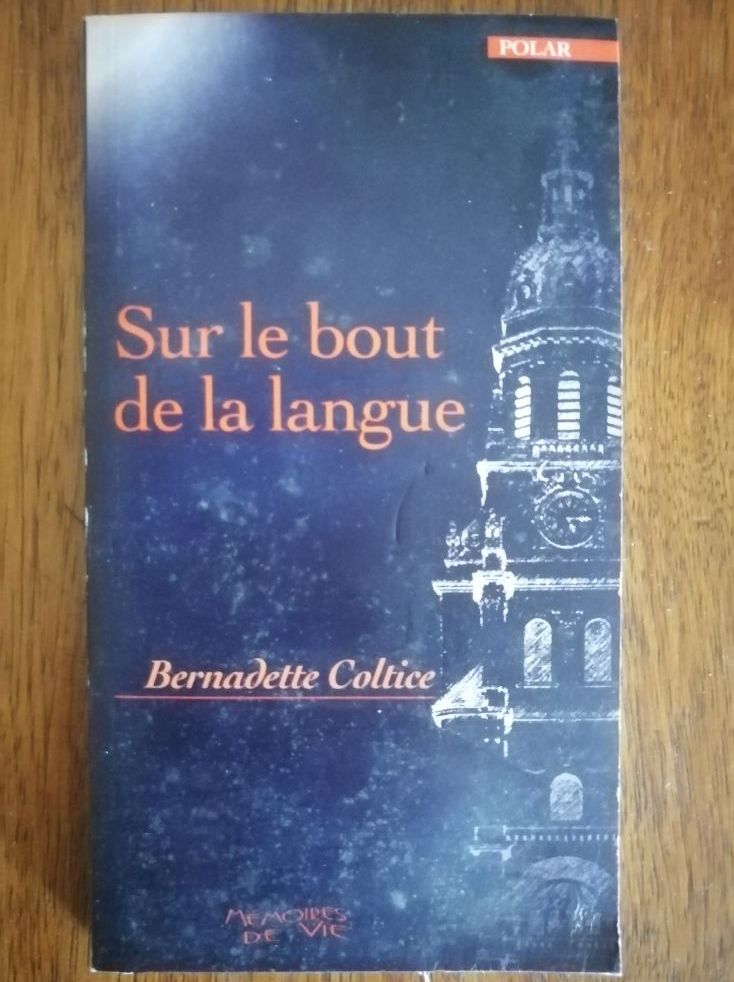 POLAR
Sur le bout
de la langue
Bernadette Coltice
MEMOIRES
DE VIE